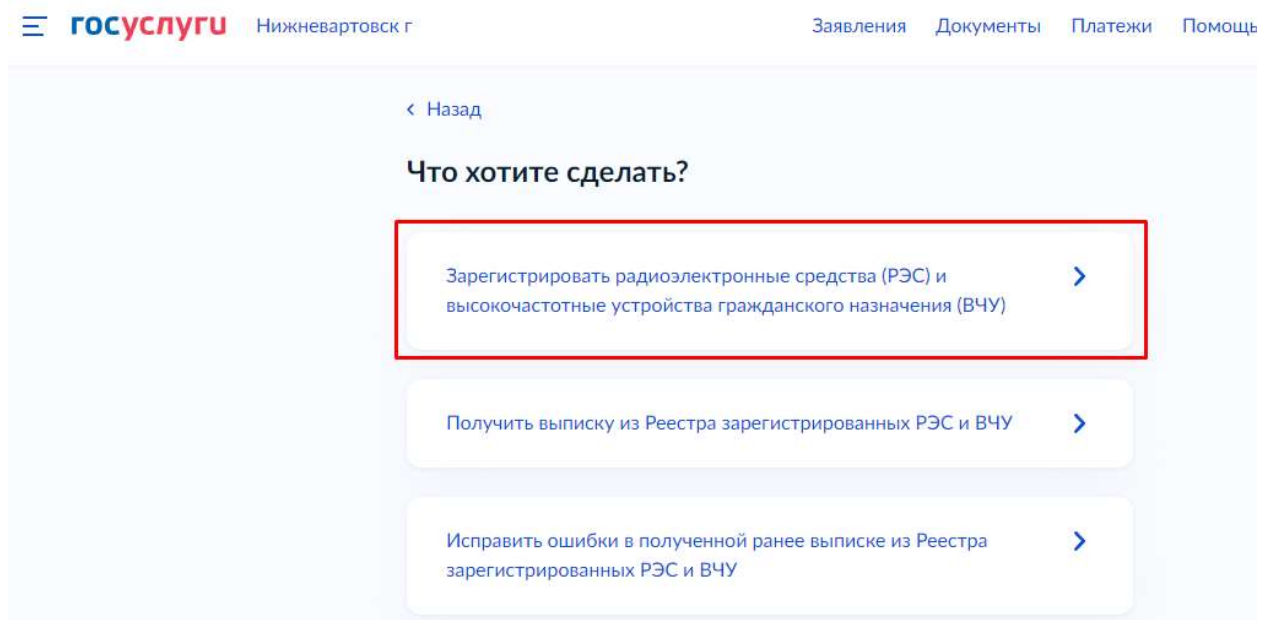 госуслуги Нижневартовск г Заявления Документы Платежи Помощь
Назад
Что хотите сделать?
Зарегистрировать радиоэлектронные средства (РЭС) и
высокочастотные устройства гражданского назначения (ВЧУ)
Получить выписку из Реестра зарегистрированных РЭС и ВЧУ
Исправить ошибки в полученной ранее выписке из Реестра
зарегистрированных РЭС и ВЧУ